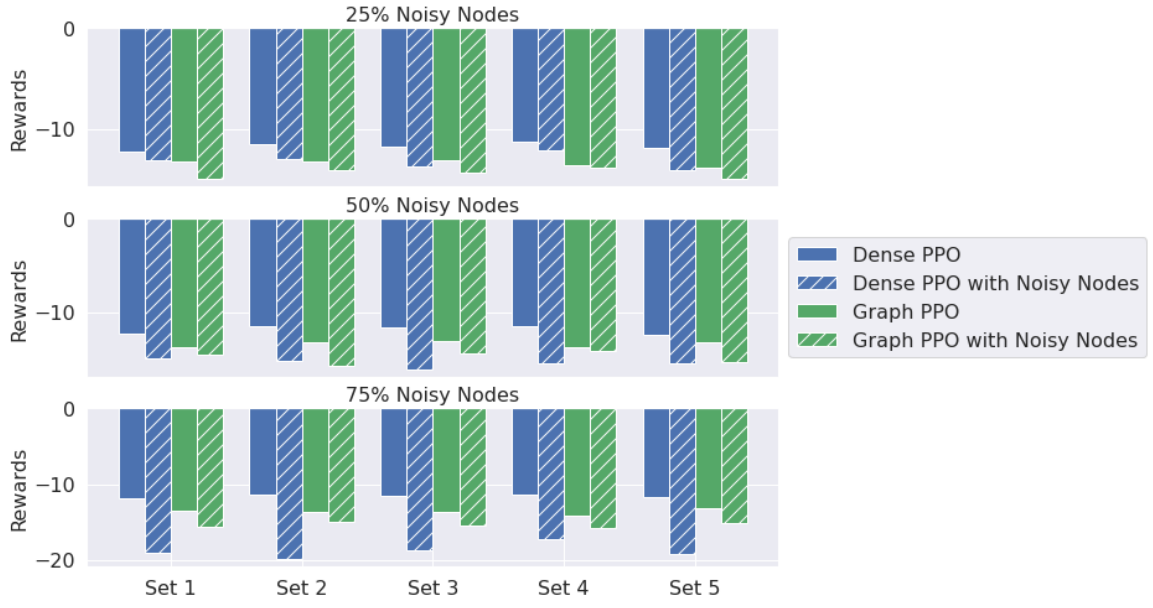 25% Noisy Nodes
0
−10
Rewards
50% Noisy Nodes
0
−10
Rewards
Dense PPO
Dense PPO with Noisy Nodes
Graph PPO
Graph PPO with Noisy Nodes
75% Noisy Nodes
0
−10
−20
Rewards
Set 1 Set 2 Set 3 Set 4 Set 5